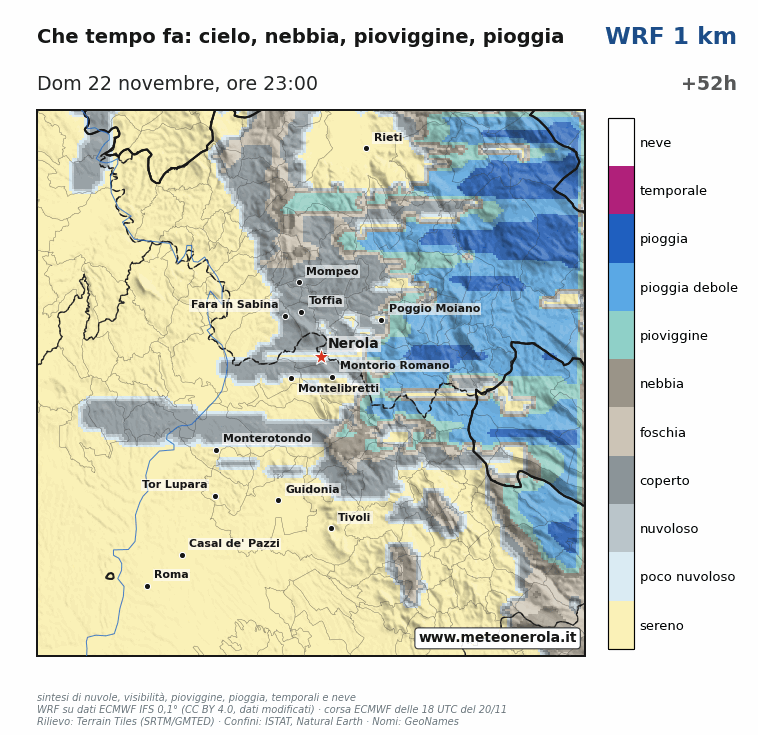 Che tempo fa: cielo, nebbia, pioviggine, pioggia
WRF 1 km
Dom 22 novembre, ore 23:00
+52h
Rieti
Mompeo
Fara in Sabina
Toffia
Poggio Moiano
Nerola
Montorio Romano
Montelibretti
Monterotondo
Tor Lupara
Guidonia
Tivoli
Casal de' Pazzi
Roma
www.meteonerola.it
neve
temporale
pioggia
pioggia debole
pioviggine
nebbia
foschia
coperto
nuvoloso
poco nuvoloso
sereno
sintesi di nuvole, visibilità, pioviggine, pioggia, temporali e neve
WRF su dati ECMWF IFS 0,1° (CC BY 4.0, dati modificati) · corsa ECMWF delle 18 UTC del 20/11
Rilievo: Terrain Tiles (SRTM/GMTED) · Confini: ISTAT, Natural Earth · Nomi: GeoNames